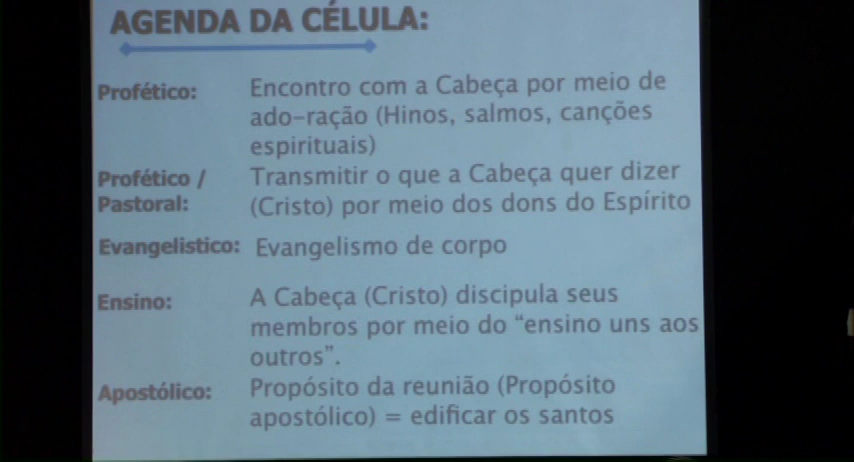 AGENDA DA CÉLULA:
Profético: Encontro com a Cabeça por meio de
ado-ração (Hinos, salmos, canções
espirituais)
Profético / Transmitir o que a Cabeça quer dizer
Pastoral: (Cristo) por meio dos dons do Espírito
Evangelistico: Evangelismo de corpo
Ensino: A Cabeça (Cristo) discipula seus
membros por meio do “ensino uns aos
outros”.
Apostólico: Propósito da reunião (Propósito
apostólico) = edificar os santos